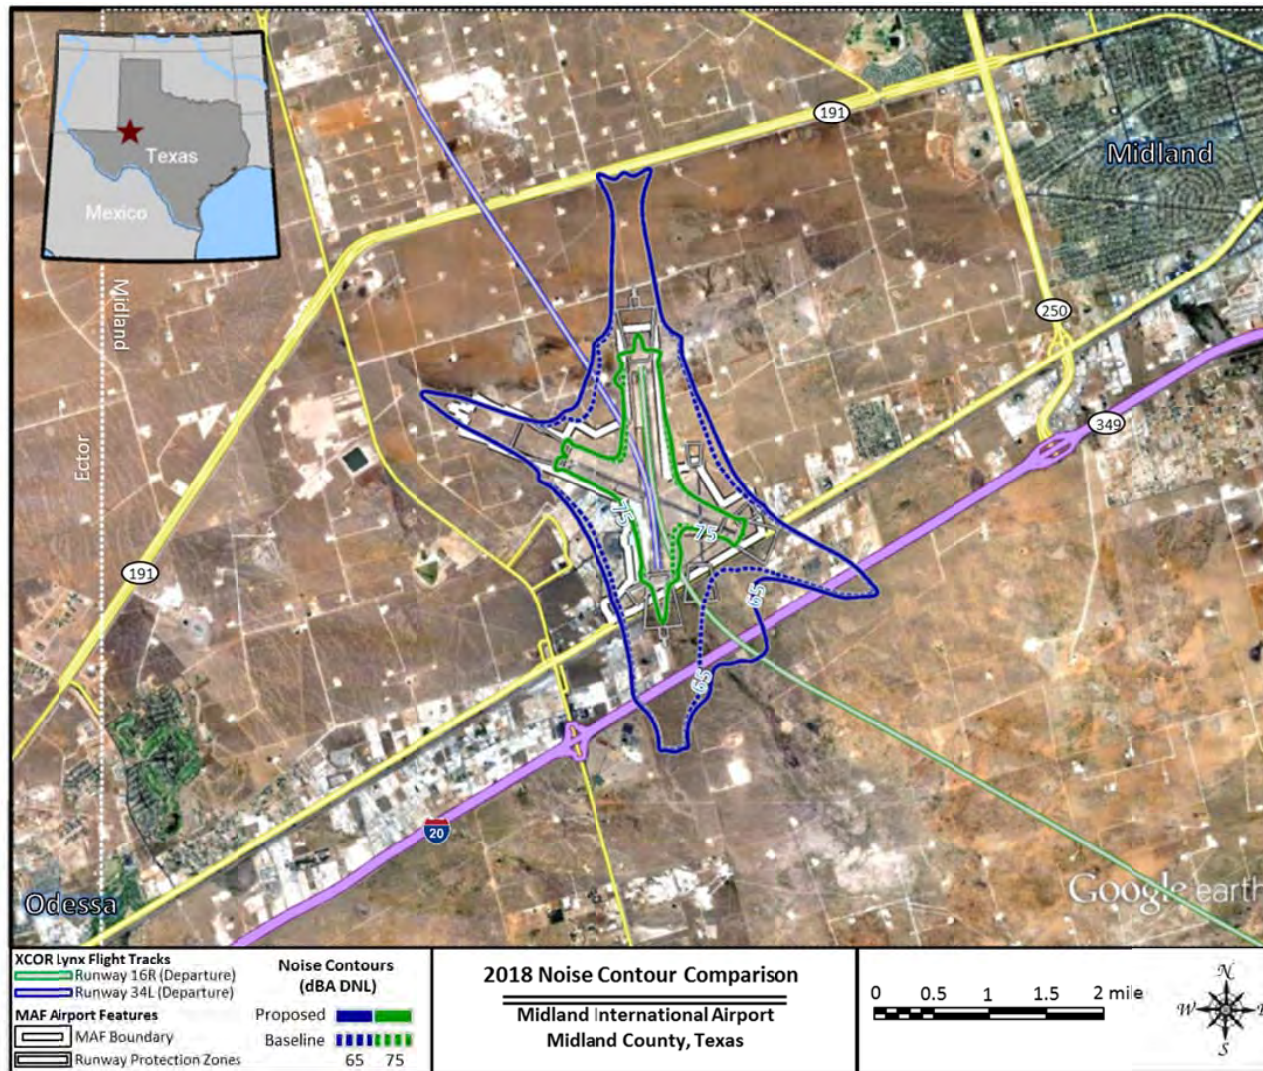 Texas
Mexico
191
Midland
Midland
250
349
Ector
75
75
191
65
65
20
Google earth
Odessa
XCOR Lynx Flight Tracks
Runway 16R (Departure)
Runway 34L (Departure)
MAF Airport Features
MAF Boundary
Runway Protection Zones
Noise Contours
(dBA DNL)
Proposed
Baseline
65 75
2018 Noise Contour Comparison
Midland International Airport
Midland County, Texas
0 0.5 1 1.5 2 mile
N
W
S